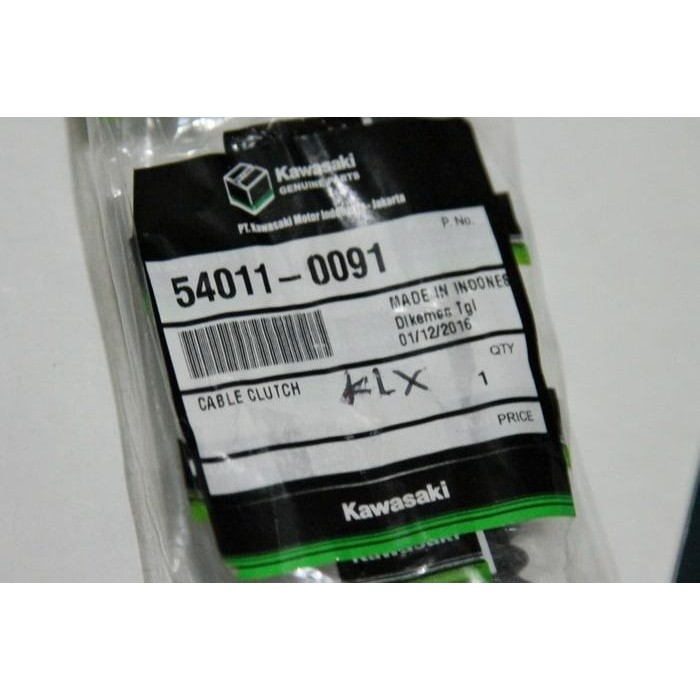 Kawasaki
GENUINE PARTS
PT. Kawasaki Motor Indonesia - Jakarta
P. No.
54011-0091
MADE IN INDONES
Dikemas Tgl
01/12/2016
CABLE CLUTCH
KLX
QTY
1
PRICE
Kawasaki
Kawasaki